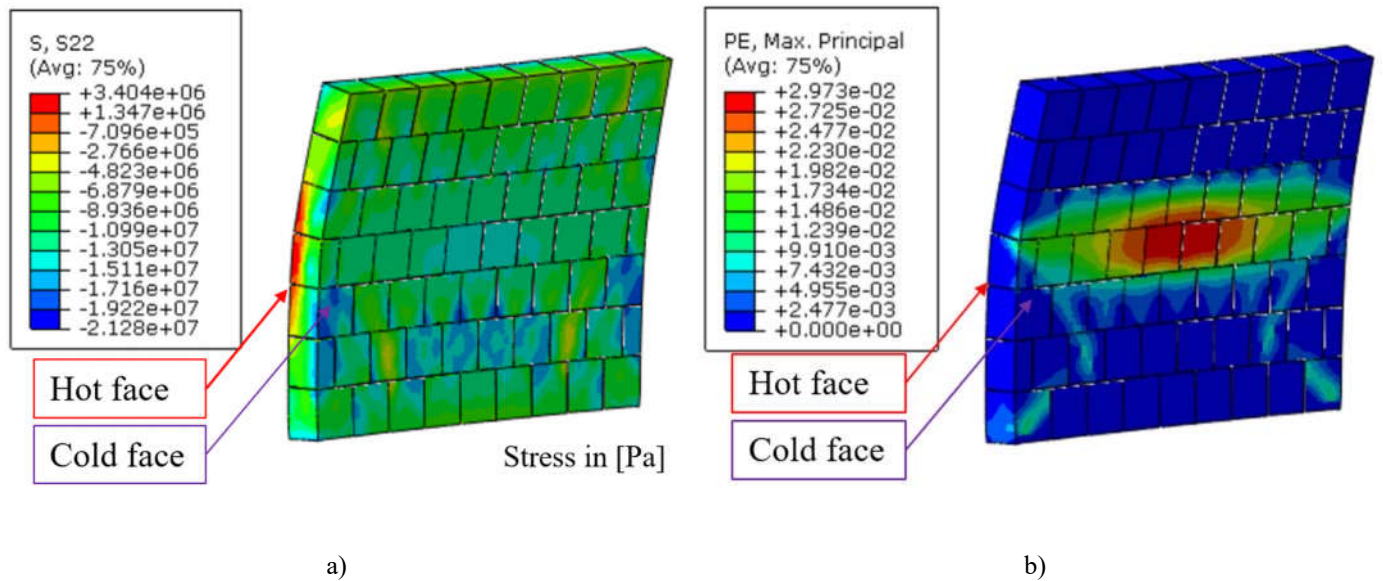 S, S22
(Avg: 75%)
+3.404e+06
+1.347e+06
-7.096e+05
-2.766e+06
-4.823e+06
-6.879e+06
-8.936e+06
-1.099e+07
-1.305e+07
-1.511e+07
-1.716e+07
-1.922e+07
-2.128e+07
Hot face
Cold face
Stress in [Pa]
a)
PE, Max. Principal
(Avg: 75%)
+2.973e-02
+2.725e-02
+2.477e-02
+2.230e-02
+1.982e-02
+1.734e-02
+1.486e-02
+1.239e-02
+9.910e-03
+7.432e-03
+4.955e-03
+2.477e-03
+0.000e+00
Hot face
Cold face
b)